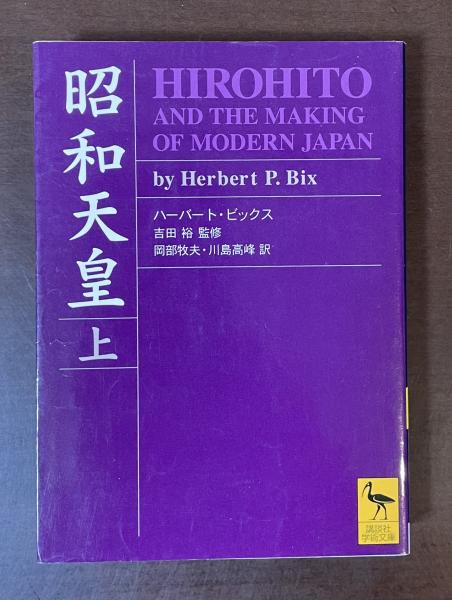 昭和天皇
上
HIROHITO
AND THE MAKING
OF MODERN JAPAN
by Herbert P. Bix
ハーバート・ビックス
吉田 裕 監修
岡部牧夫・川島高峰 訳
講談社
学術文庫